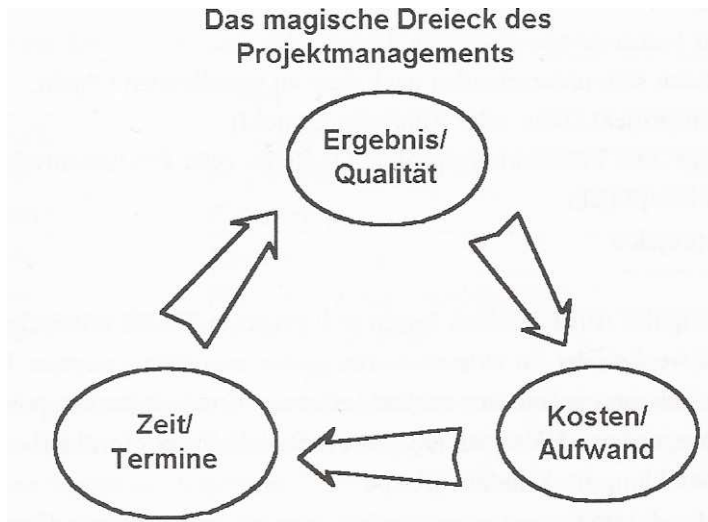 Das magische Dreieck des
Projektmanagements
Ergebnis/
Qualität
Zeit/
Termine
Kosten/
Aufwand